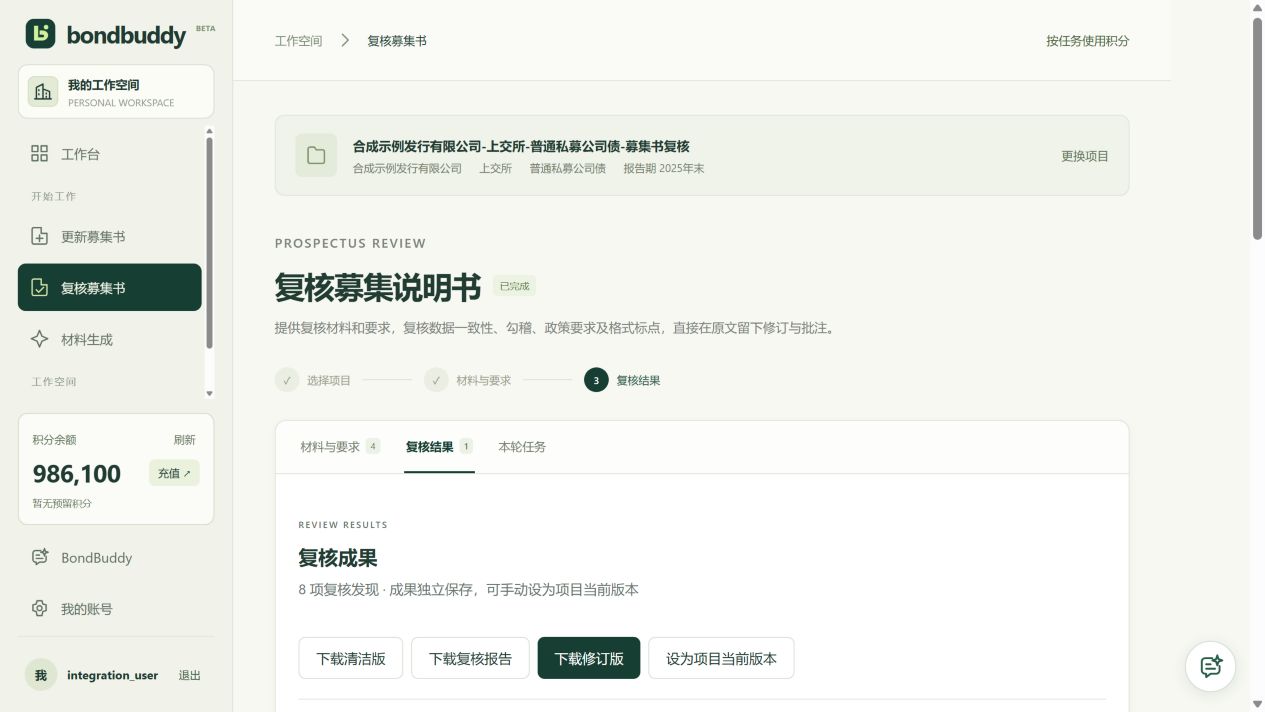 bondbuddy BETA
我的工作空间
PERSONAL WORKSPACE
工作台
开始工作
更新募集书
复核募集书
材料生成
工作空间
积分余额 刷新
986,100 充值 ↗
暂无预留积分
BondBuddy
我的账号
我 integration_user 退出
工作空间 > 复核募集书 按任务使用积分
合成示例发行有限公司-上交所-普通私募公司债-募集书复核
合成示例发行有限公司 上交所 普通私募公司债 报告期 2025年末
更换项目
PROSPECTUS REVIEW
复核募集说明书 已完成
提供复核材料和要求，复核数据一致性、勾稽、政策要求及格式标点，直接在原文留下修订与批注。
✓ 选择项目 ✓ 材料与要求 3 复核结果
材料与要求 4 复核结果 1 本轮任务
REVIEW RESULTS
复核成果
8 项复核发现 · 成果独立保存，可手动设为项目当前版本
下载清洁版 下载复核报告 下载修订版 设为项目当前版本